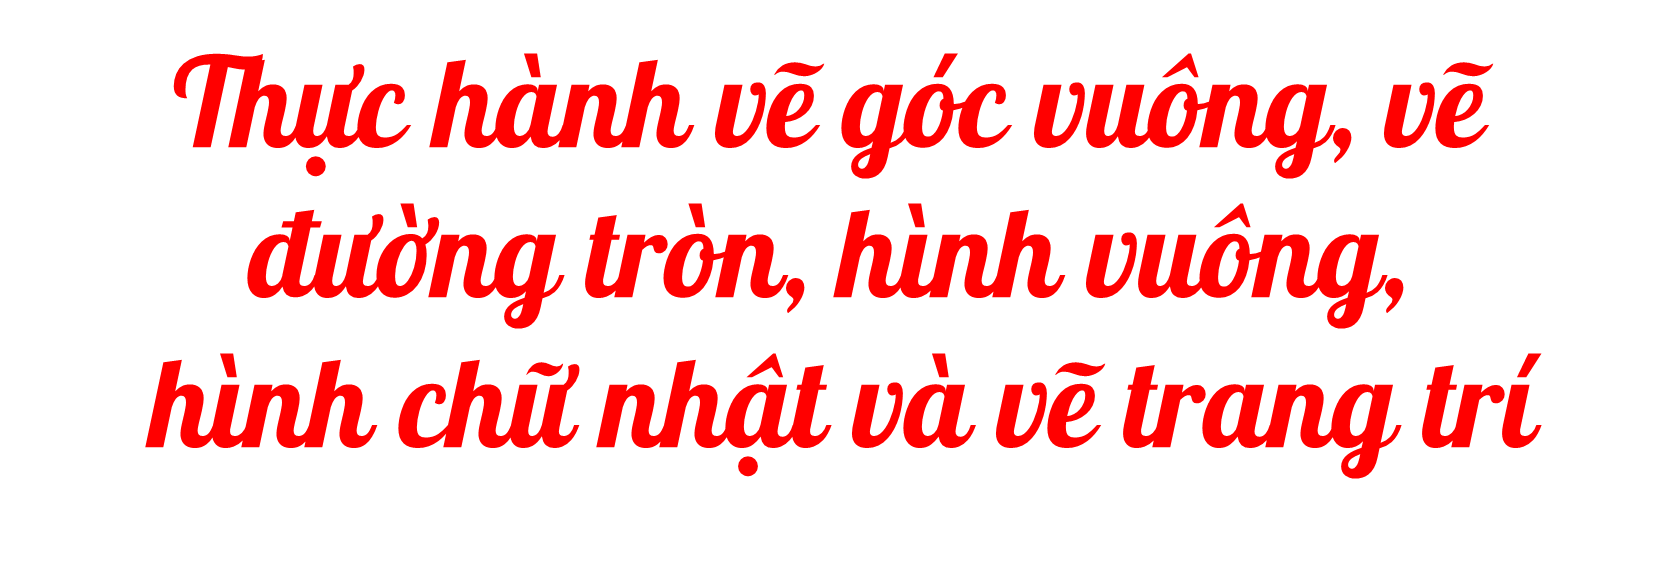 Thực hành vẽ góc vuông, vẽ
đường tròn, hình vuông,
hình chữ nhật và vẽ trang trí